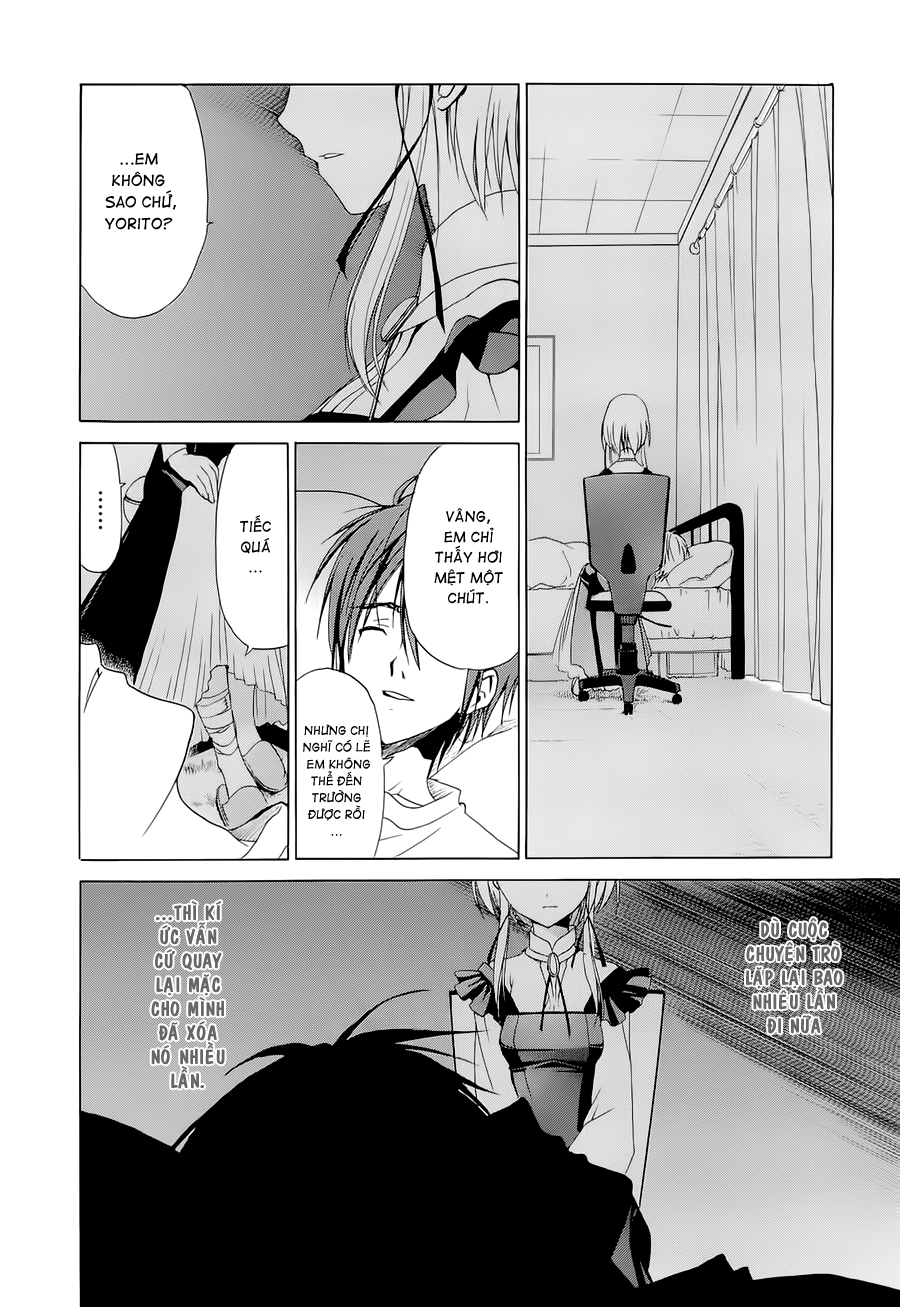 ...EM
KHÔNG
SAO CHỨ,
YORITO?
VÂNG,
EM CHỈ
THẤY HƠI
MỆT MỘT
CHÚT.
NHƯNG CHỊ
NGHĨ CÓ LẼ
EM KHÔNG
THỂ ĐẾN
TRƯỜNG
ĐƯỢC RỒI
...
TIẾC
QUÁ
...
......
DÙ CUỘC
CHUYỆN TRÒ
LẶP LẠI BAO
NHIÊU LẦN
ĐI NỮA
...THÌ KÍ
ỨC VẪN
CỨ QUAY
LẠI MẶC
CHO MÌNH
ĐÃ XÓA
NÓ NHIỀU
LẦN.